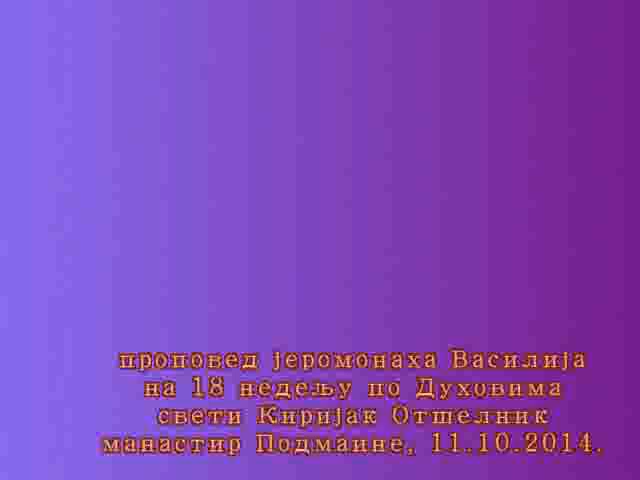 проповед јеромонаха Василија
на 18 недељу по Духовима
свети Киријак Отшелник
манастир Подмаине, 11.10.2014.